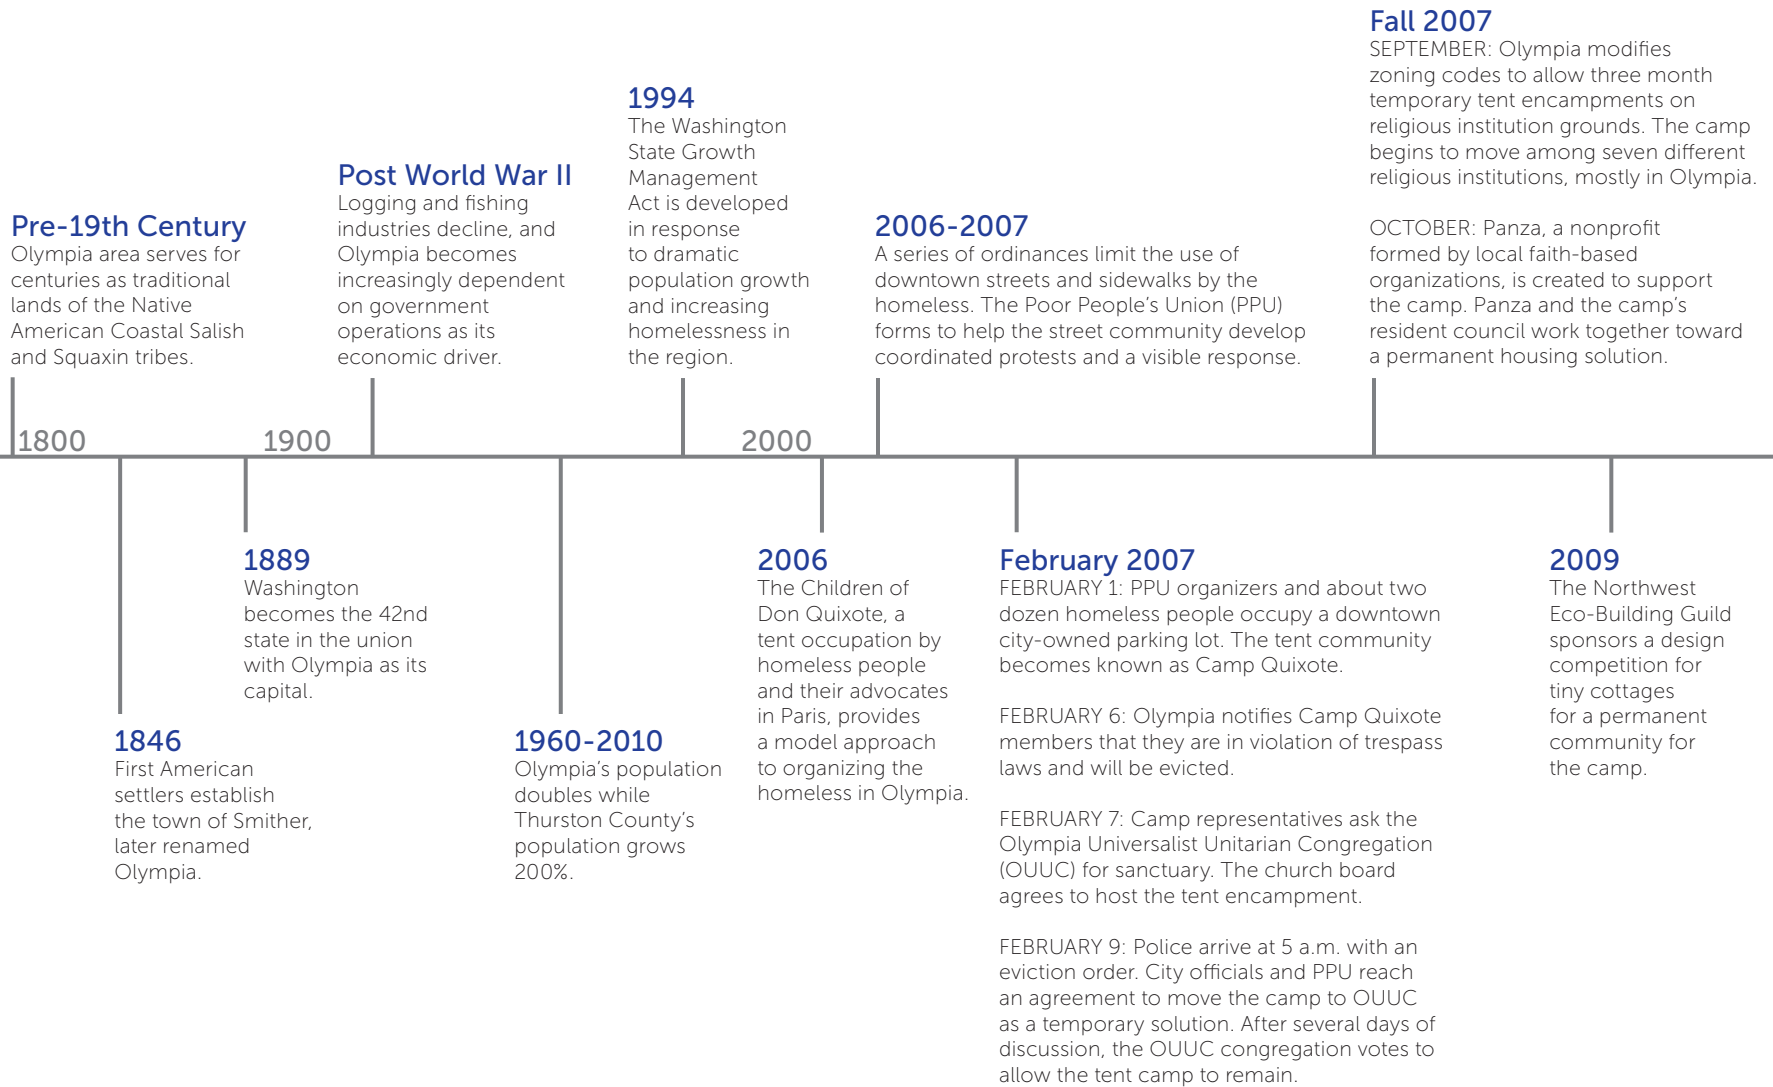 Pre-19th Century
Olympia area serves for
centuries as traditional
lands of the Native
American Coastal Salish
and Squaxin tribes.
Post World War II
Logging and fishing
industries decline, and
Olympia becomes
increasingly dependent
on government
operations as its
economic driver.
1994
The Washington
State Growth
Management
Act is developed
in response
to dramatic
population growth
and increasing
homelessness in
the region.
2006-2007
A series of ordinances limit the use of
downtown streets and sidewalks by the
homeless. The Poor People's Union (PPU)
forms to help the street community develop
coordinated protests and a visible response.
Fall 2007
SEPTEMBER: Olympia modifies
zoning codes to allow three month
temporary tent encampments on
religious institution grounds. The camp
begins to move among seven different
religious institutions, mostly in Olympia.
OCTOBER: Panza, a nonprofit
formed by local faith-based
organizations, is created to support
the camp. Panza and the camp's
resident council work together toward
a permanent housing solution.
1800
1900
2000
1846
First American
settlers establish
the town of Smither,
later renamed
Olympia.
1889
Washington
becomes the 42nd
state in the union
with Olympia as its
capital.
1960-2010
Olympia's population
doubles while
Thurston County's
population grows
200%.
2006
The Children of
Don Quixote, a
tent occupation by
homeless people
and their advocates
in Paris, provides
a model approach
to organizing the
homeless in Olympia.
February 2007
FEBRUARY 1: PPU organizers and about two
dozen homeless people occupy a downtown
city-owned parking lot. The tent community
becomes known as Camp Quixote.
FEBRUARY 6: Olympia notifies Camp Quixote
members that they are in violation of trespass
laws and will be evicted.
FEBRUARY 7: Camp representatives ask the
Olympia Universalist Unitarian Congregation
(OUUC) for sanctuary. The church board
agrees to host the tent encampment.
FEBRUARY 9: Police arrive at 5 a.m. with an
eviction order. City officials and PPU reach
an agreement to move the camp to OUUC
as a temporary solution. After several days of
discussion, the OUUC congregation votes to
allow the tent camp to remain.
2009
The Northwest
Eco-Building Guild
sponsors a design
competition for
tiny cottages
for a permanent
community for
the camp.